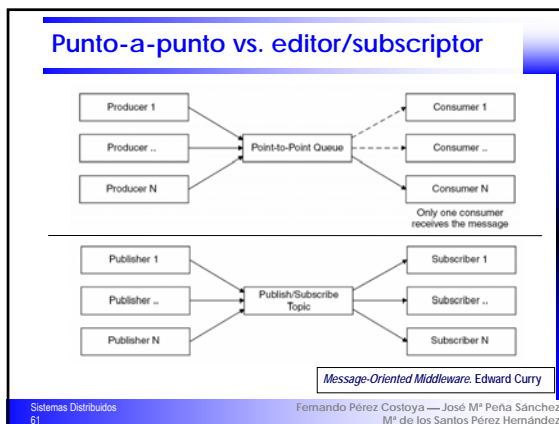 Punto-a-punto vs. editor/subscriptor
Producer 1
Producer ..
Producer N
Point-to-Point Queue
Consumer 1
Consumer ..
Consumer N
Only one consumer
receives the message
Publisher 1
Publisher ..
Publisher N
Publish/Subscribe
Topic
Subscriber 1
Subscriber ..
Subscriber N
Message-Oriented Middleware. Edward Curry
Sistemas Distribuidos
61
Fernando Pérez Costoya — José Mª Peña Sánchez
Mª de los Santos Pérez Hernández